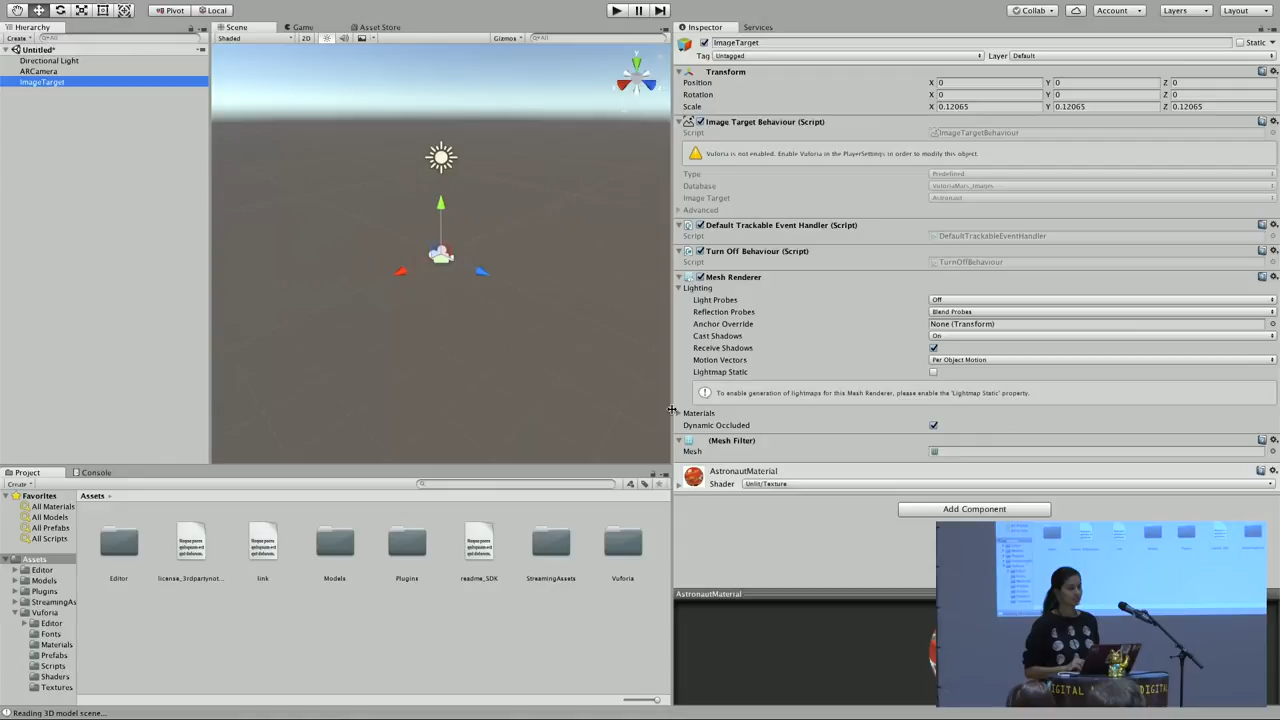 Pivot Local Collab Account Layers Layout
Hierarchy Scene Game Asset Store Inspector Services
Create All Shaded 2D Gizmos All
ImageTarget Static
Untitled*
Directional Light
ARCamera
ImageTarget
Tag Untagged Layer Default
Transform
Position X 0 Y 0 Z 0
Rotation X 0 Y 0 Z 0
Scale X 0.12065 Y 0.12065 Z 0.12065
Image Target Behaviour (Script)
Script ImageTargetBehaviour
Vuforia is not enabled. Enable Vuforia in the PlayerSettings in order to modify this object.
Type Predefined
Database VuforiaMars_Images
Image Target Astronaut
Advanced
Default Trackable Event Handler (Script)
Script DefaultTrackableEventHandler
Turn Off Behaviour (Script)
Script TurnOffBehaviour
Mesh Renderer
Lighting
Light Probes Off
Reflection Probes Blend Probes
Anchor Override None (Transform)
Cast Shadows On
Receive Shadows
Motion Vectors Per Object Motion
Lightmap Static
To enable generation of lightmaps for this Mesh Renderer, please enable the 'Lightmap Static' property.
Materials
Dynamic Occluded
(Mesh Filter)
Mesh
AstronautMaterial
Shader Unlit/Texture
Add Component
AstronautMaterial
Project Console
Create
Favorites
All Materials
All Models
All Prefabs
All Scripts
Assets
Editor
Models
Plugins
StreamingAs
Vuforia
Editor
Fonts
Materials
Prefabs
Scripts
Shaders
Textures
Assets
Editor license_3rdpartynot... link Models Plugins readme_SDK StreamingAssets Vuforia
DIGITAL DIGITAL
Reading 3D model scene...